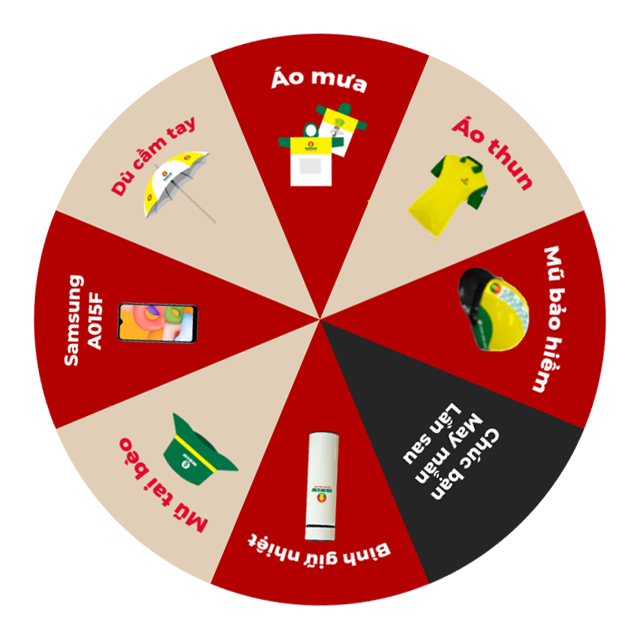 Áo mưa
Áo thun
Mũ bảo hiểm
Chúc bạn
May mắn
Lần sau
Bình giữ nhiệt
Mũ tai bèo
Samsung
A015F
Dù cầm tay